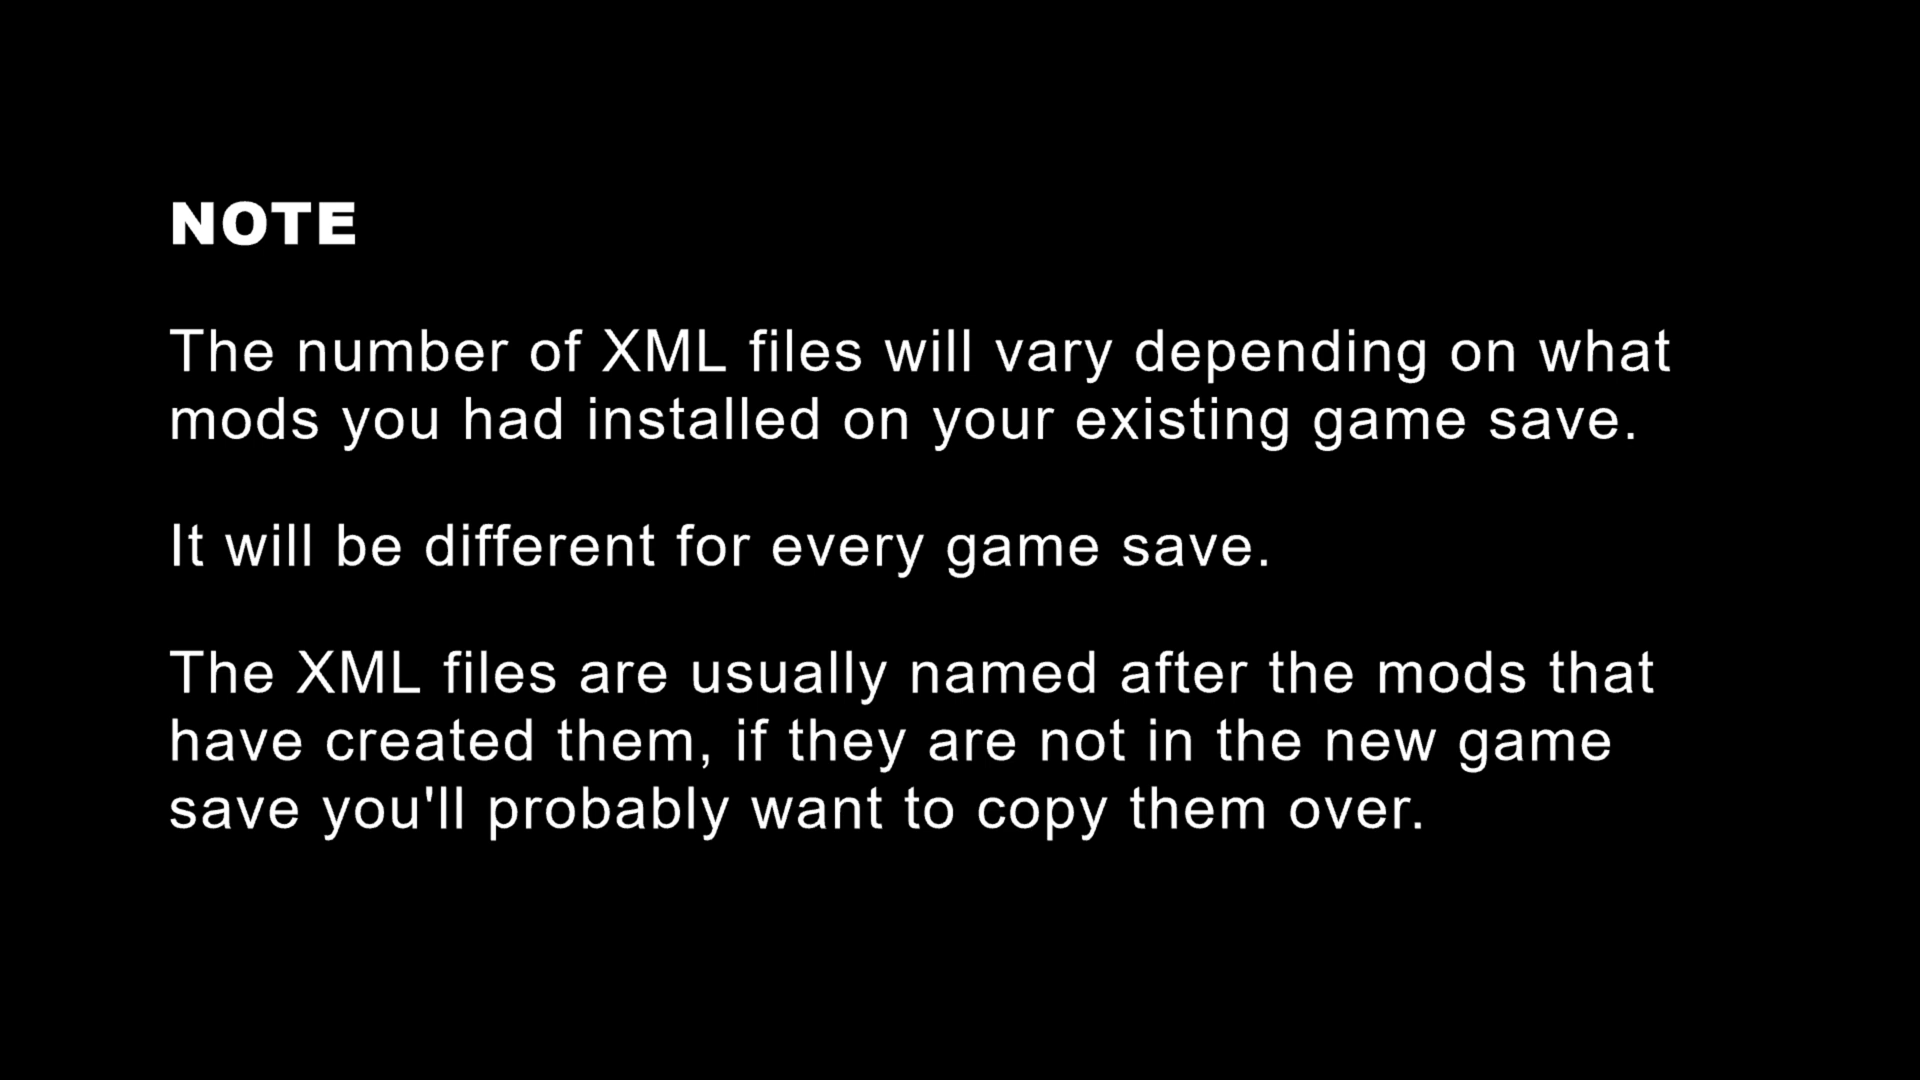 NOTE
The number of XML files will vary depending on what
mods you had installed on your existing game save.
It will be different for every game save.
The XML files are usually named after the mods that
have created them, if they are not in the new game
save you'll probably want to copy them over.